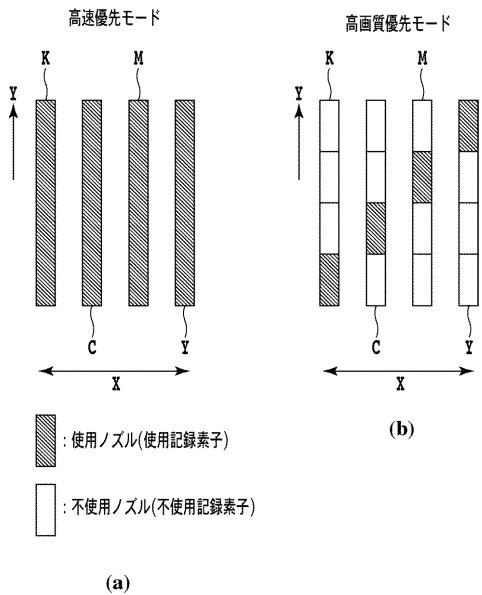 高速優先モード
K
M
Y
C
Y
X
:使用ノズル(使用記録素子)
:不使用ノズル(不使用記録素子)
(a)
高画質優先モード
K
M
Y
C
Y
X
(b)